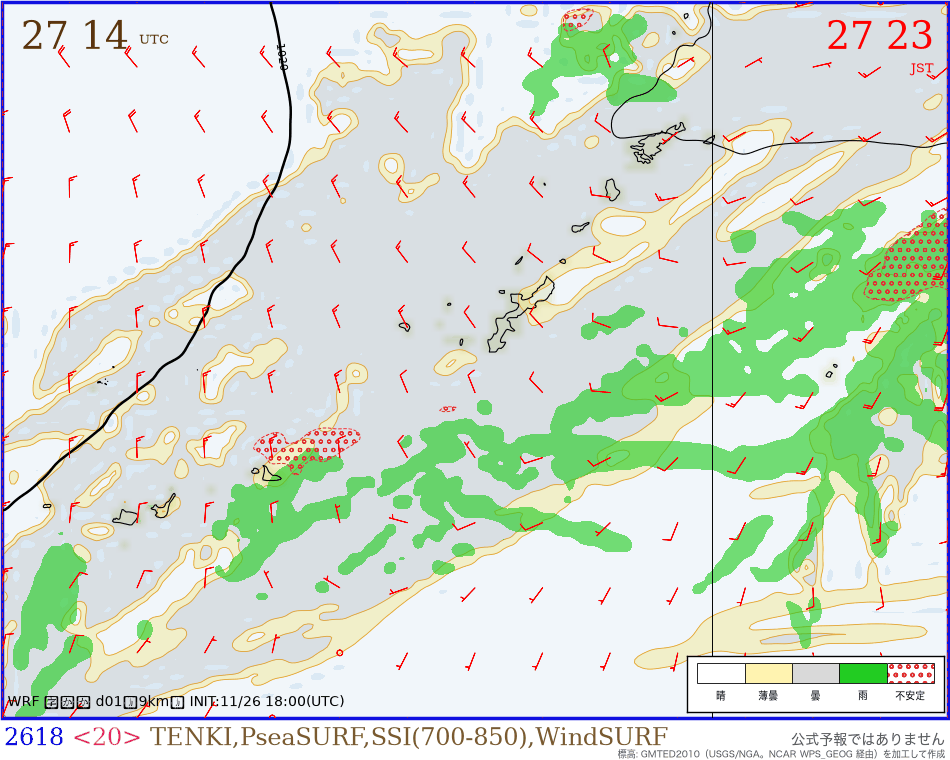 27 14 UTC
27 23
JST
1020
晴 薄曇 曇 雨 不安定
WRF d01 9km INIT:11/26 18:00(UTC)
2618 <20> TENKI,PseaSURF,SSI(700-850),WindSURF
公式予報ではありません
標高: GMTED2010（USGS/NGA。NCAR WPS_GEOG 経由）を加工して作成